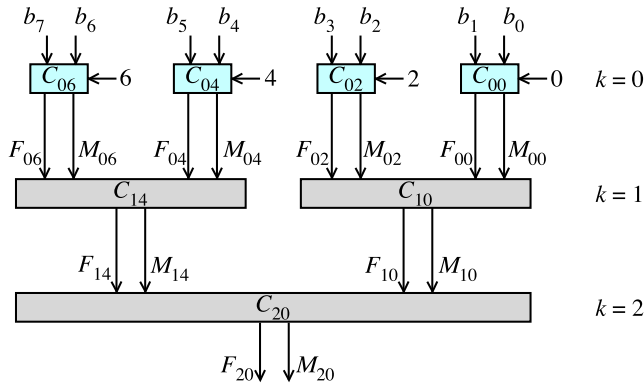 b7 b6 b5 b4 b3 b2 b1 b0
C06 6 C04 4 C02 2 C00 0 k = 0
F06 M06 F04 M04 F02 M02 F00 M00
C14 C10 k = 1
F14 M14 F10 M10
C20 k = 2
F20 M20